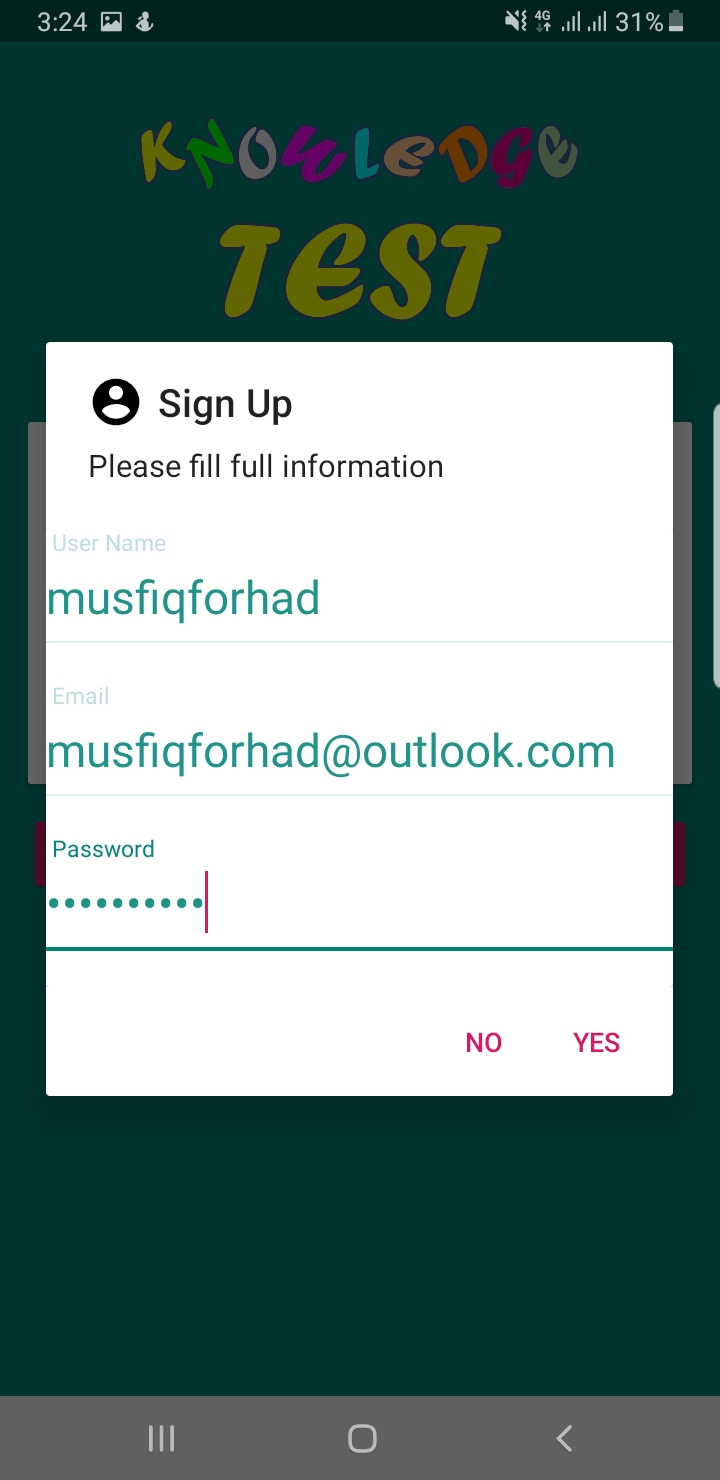 3:24 4G 31%
KNOWLEDGE
TEST
Sign Up
Please fill full information
User Name
musfiqforhad
Email
musfiqforhad@outlook.com
Password
••••••••••
NO YES